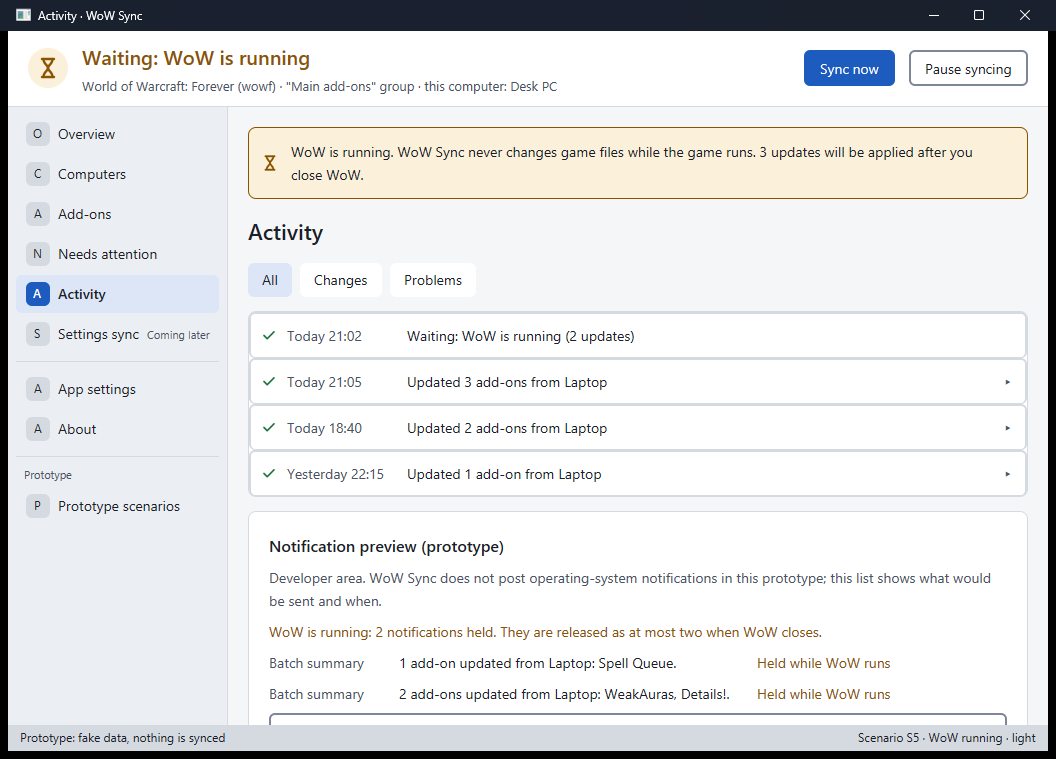 Activity · WoW Sync
Waiting: WoW is running
World of Warcraft: Forever (wowf) · "Main add-ons" group · this computer: Desk PC
Sync now
Pause syncing
O Overview
C Computers
A Add-ons
N Needs attention
A Activity
S Settings sync Coming later
A App settings
A About
Prototype
P Prototype scenarios
WoW is running. WoW Sync never changes game files while the game runs. 3 updates will be applied after you
close WoW.
Activity
All Changes Problems
Today 21:02 Waiting: WoW is running (2 updates)
Today 21:05 Updated 3 add-ons from Laptop
Today 18:40 Updated 2 add-ons from Laptop
Yesterday 22:15 Updated 1 add-on from Laptop
Notification preview (prototype)
Developer area. WoW Sync does not post operating-system notifications in this prototype; this list shows what would
be sent and when.
WoW is running: 2 notifications held. They are released as at most two when WoW closes.
Batch summary 1 add-on updated from Laptop: Spell Queue. Held while WoW runs
Batch summary 2 add-ons updated from Laptop: WeakAuras, Details!. Held while WoW runs
Prototype: fake data, nothing is synced
Scenario S5 · WoW running · light